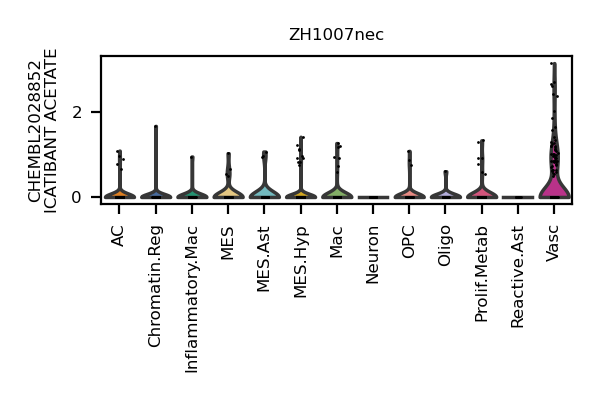 ZH1007nec
CHEMBL2028852
ICATIBANT ACETATE
2
0
AC
Chromatin.Reg
Inflammatory.Mac
MES
MES.Ast
MES.Hyp
Mac
Neuron
OPC
Oligo
Prolif.Metab
Reactive.Ast
Vasc